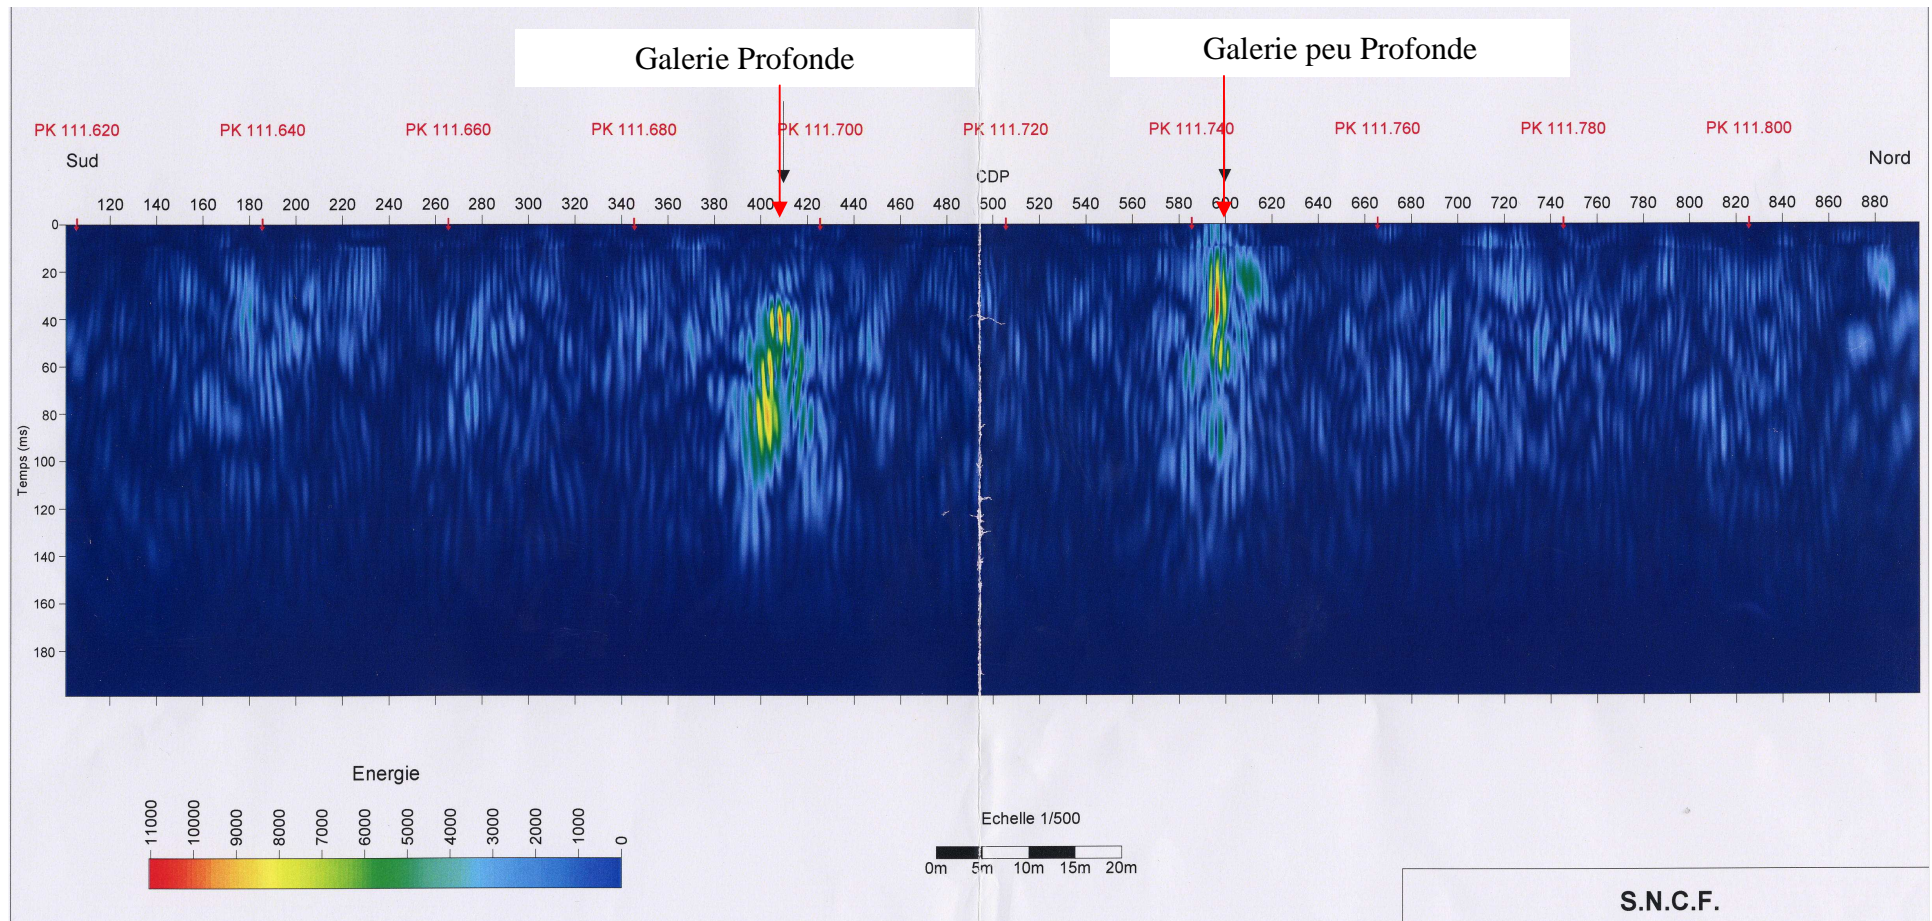 Galerie Profonde
Galerie peu Profonde
PK 111.620 PK 111.640 PK 111.660 PK 111.680 PK 111.700 PK 111.720 PK 111.740 PK 111.760 PK 111.780 PK 111.800
Sud
Nord
CDP
120 140 160 180 200 220 240 260 280 300 320 340 360 380 400 420 440 460 480 500 520 540 560 580 600 620 640 660 680 700 720 740 760 780 800 820 840 860 880
0
20
40
60
80
100
120
140
160
180
Temps (ms)
Energie
11000 10000 9000 8000 7000 6000 5000 4000 3000 2000 1000 0
Echelle 1/500
0m 5m 10m 15m 20m
S.N.C.F.